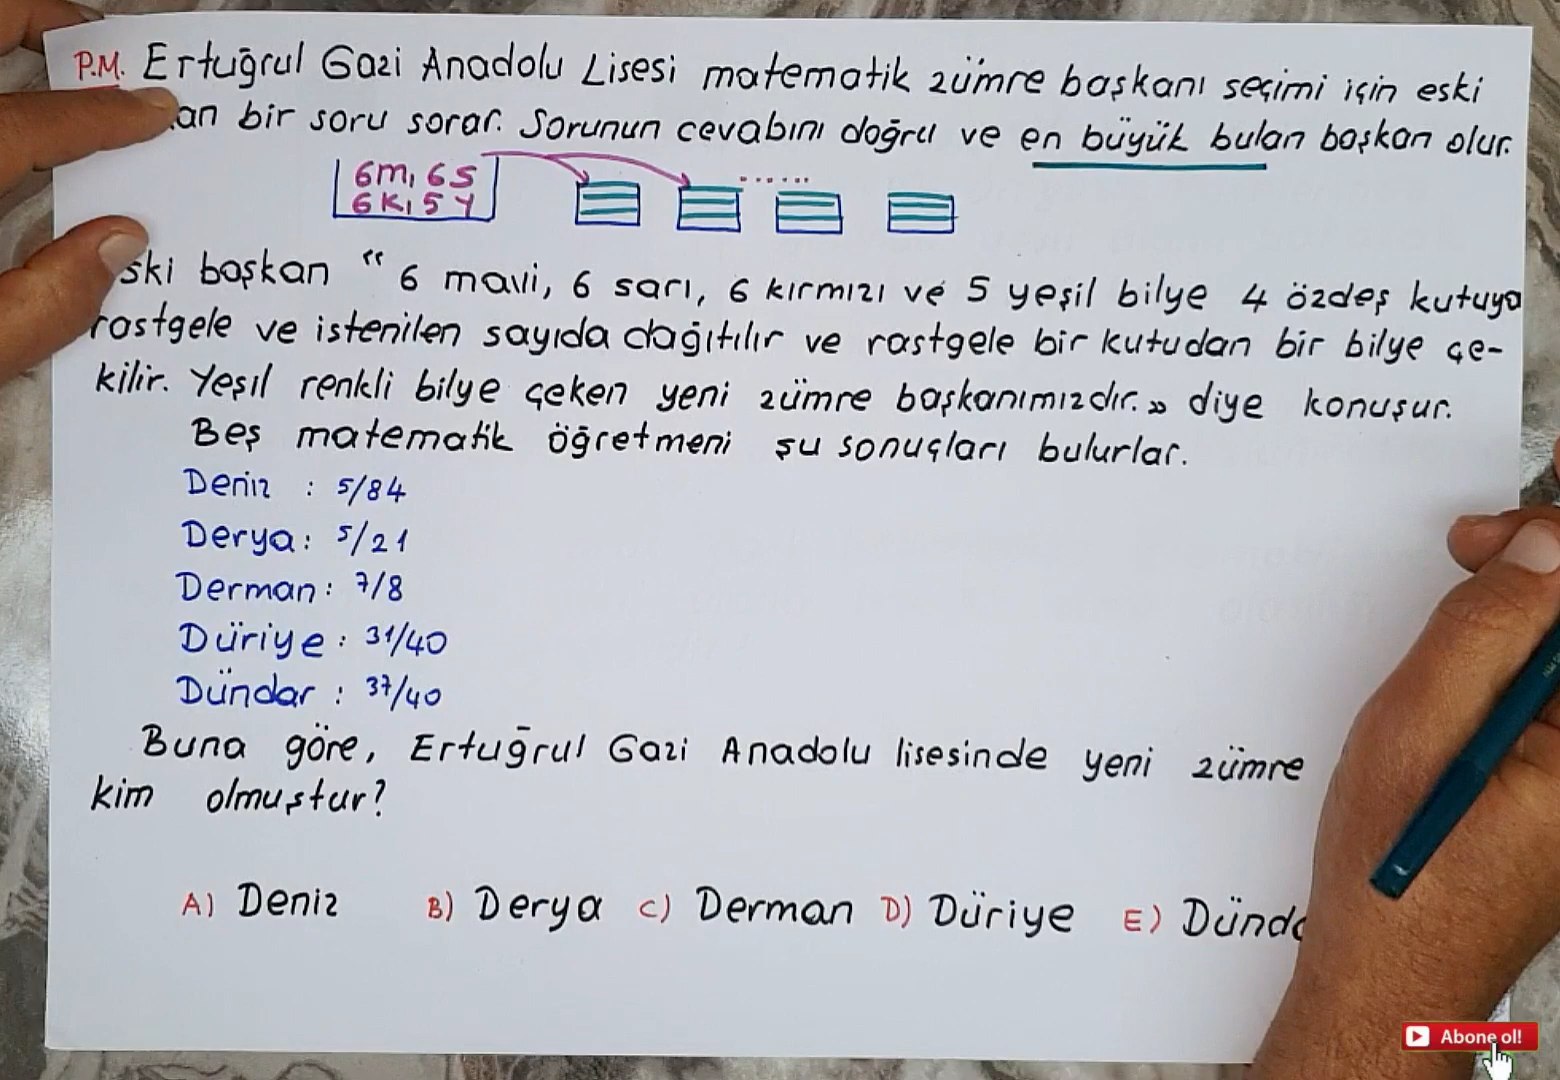 P.M. Ertuğrul Gazi Anadolu Lisesi matematik zümre başkanı seçimi için eski
bir soru sorar. Sorunun cevabını doğru ve en büyük bulan başkan olur.
6m, 6S
6K, 5Y
başkan " 6 mavi, 6 sarı, 6 kırmızı ve 5 yeşil bilye 4 özdeş kutuya
rastgele ve istenilen sayıda dağıtılır ve rastgele bir kutudan bir bilye çe-
kilir. Yeşil renkli bilye çeken yeni zümre başkanımızdır.» diye konuşur.
Beş matematik öğretmeni şu sonuçları bulurlar.
Deniz : 5/84
Derya: 5/21
Derman: 7/8
Düriye: 31/40
Dündar : 37/40
Buna göre, Ertuğrul Gazi Anadolu lisesinde yeni zümre
kim olmuştur?
A) Deniz B) Derya C) Derman D) Düriye E)
Abone ol!